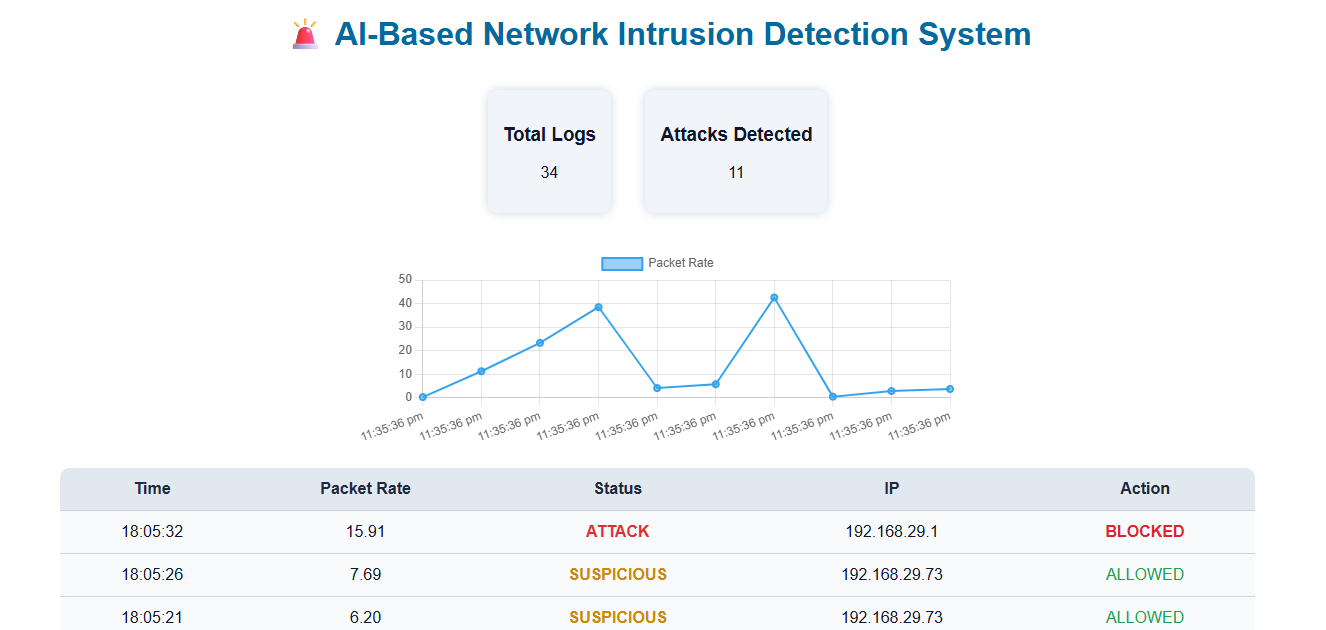 🚨 AI-Based Network Intrusion Detection System
Total Logs
34
Attacks Detected
11
Packet Rate
50
40
30
20
10
0
11:35:36 pm 11:35:36 pm 11:35:36 pm 11:35:36 pm 11:35:36 pm 11:35:36 pm 11:35:36 pm 11:35:36 pm 11:35:36 pm 11:35:36 pm
Time Packet Rate Status IP Action
18:05:32 15.91 ATTACK 192.168.29.1 BLOCKED
18:05:26 7.69 SUSPICIOUS 192.168.29.73 ALLOWED
18:05:21 6.20 SUSPICIOUS 192.168.29.73 ALLOWED